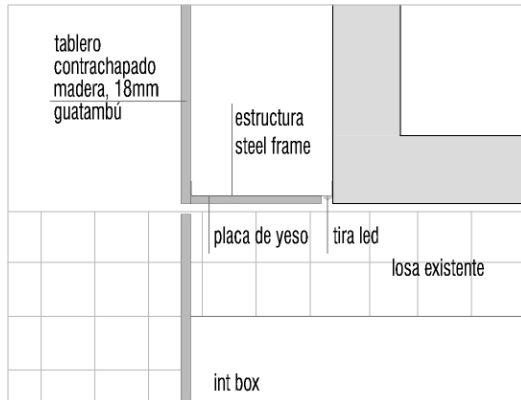 tablero
contrachapado
madera, 18mm
guatambú
estructura
steel frame
placa de yeso
tira led
losa existente
int box